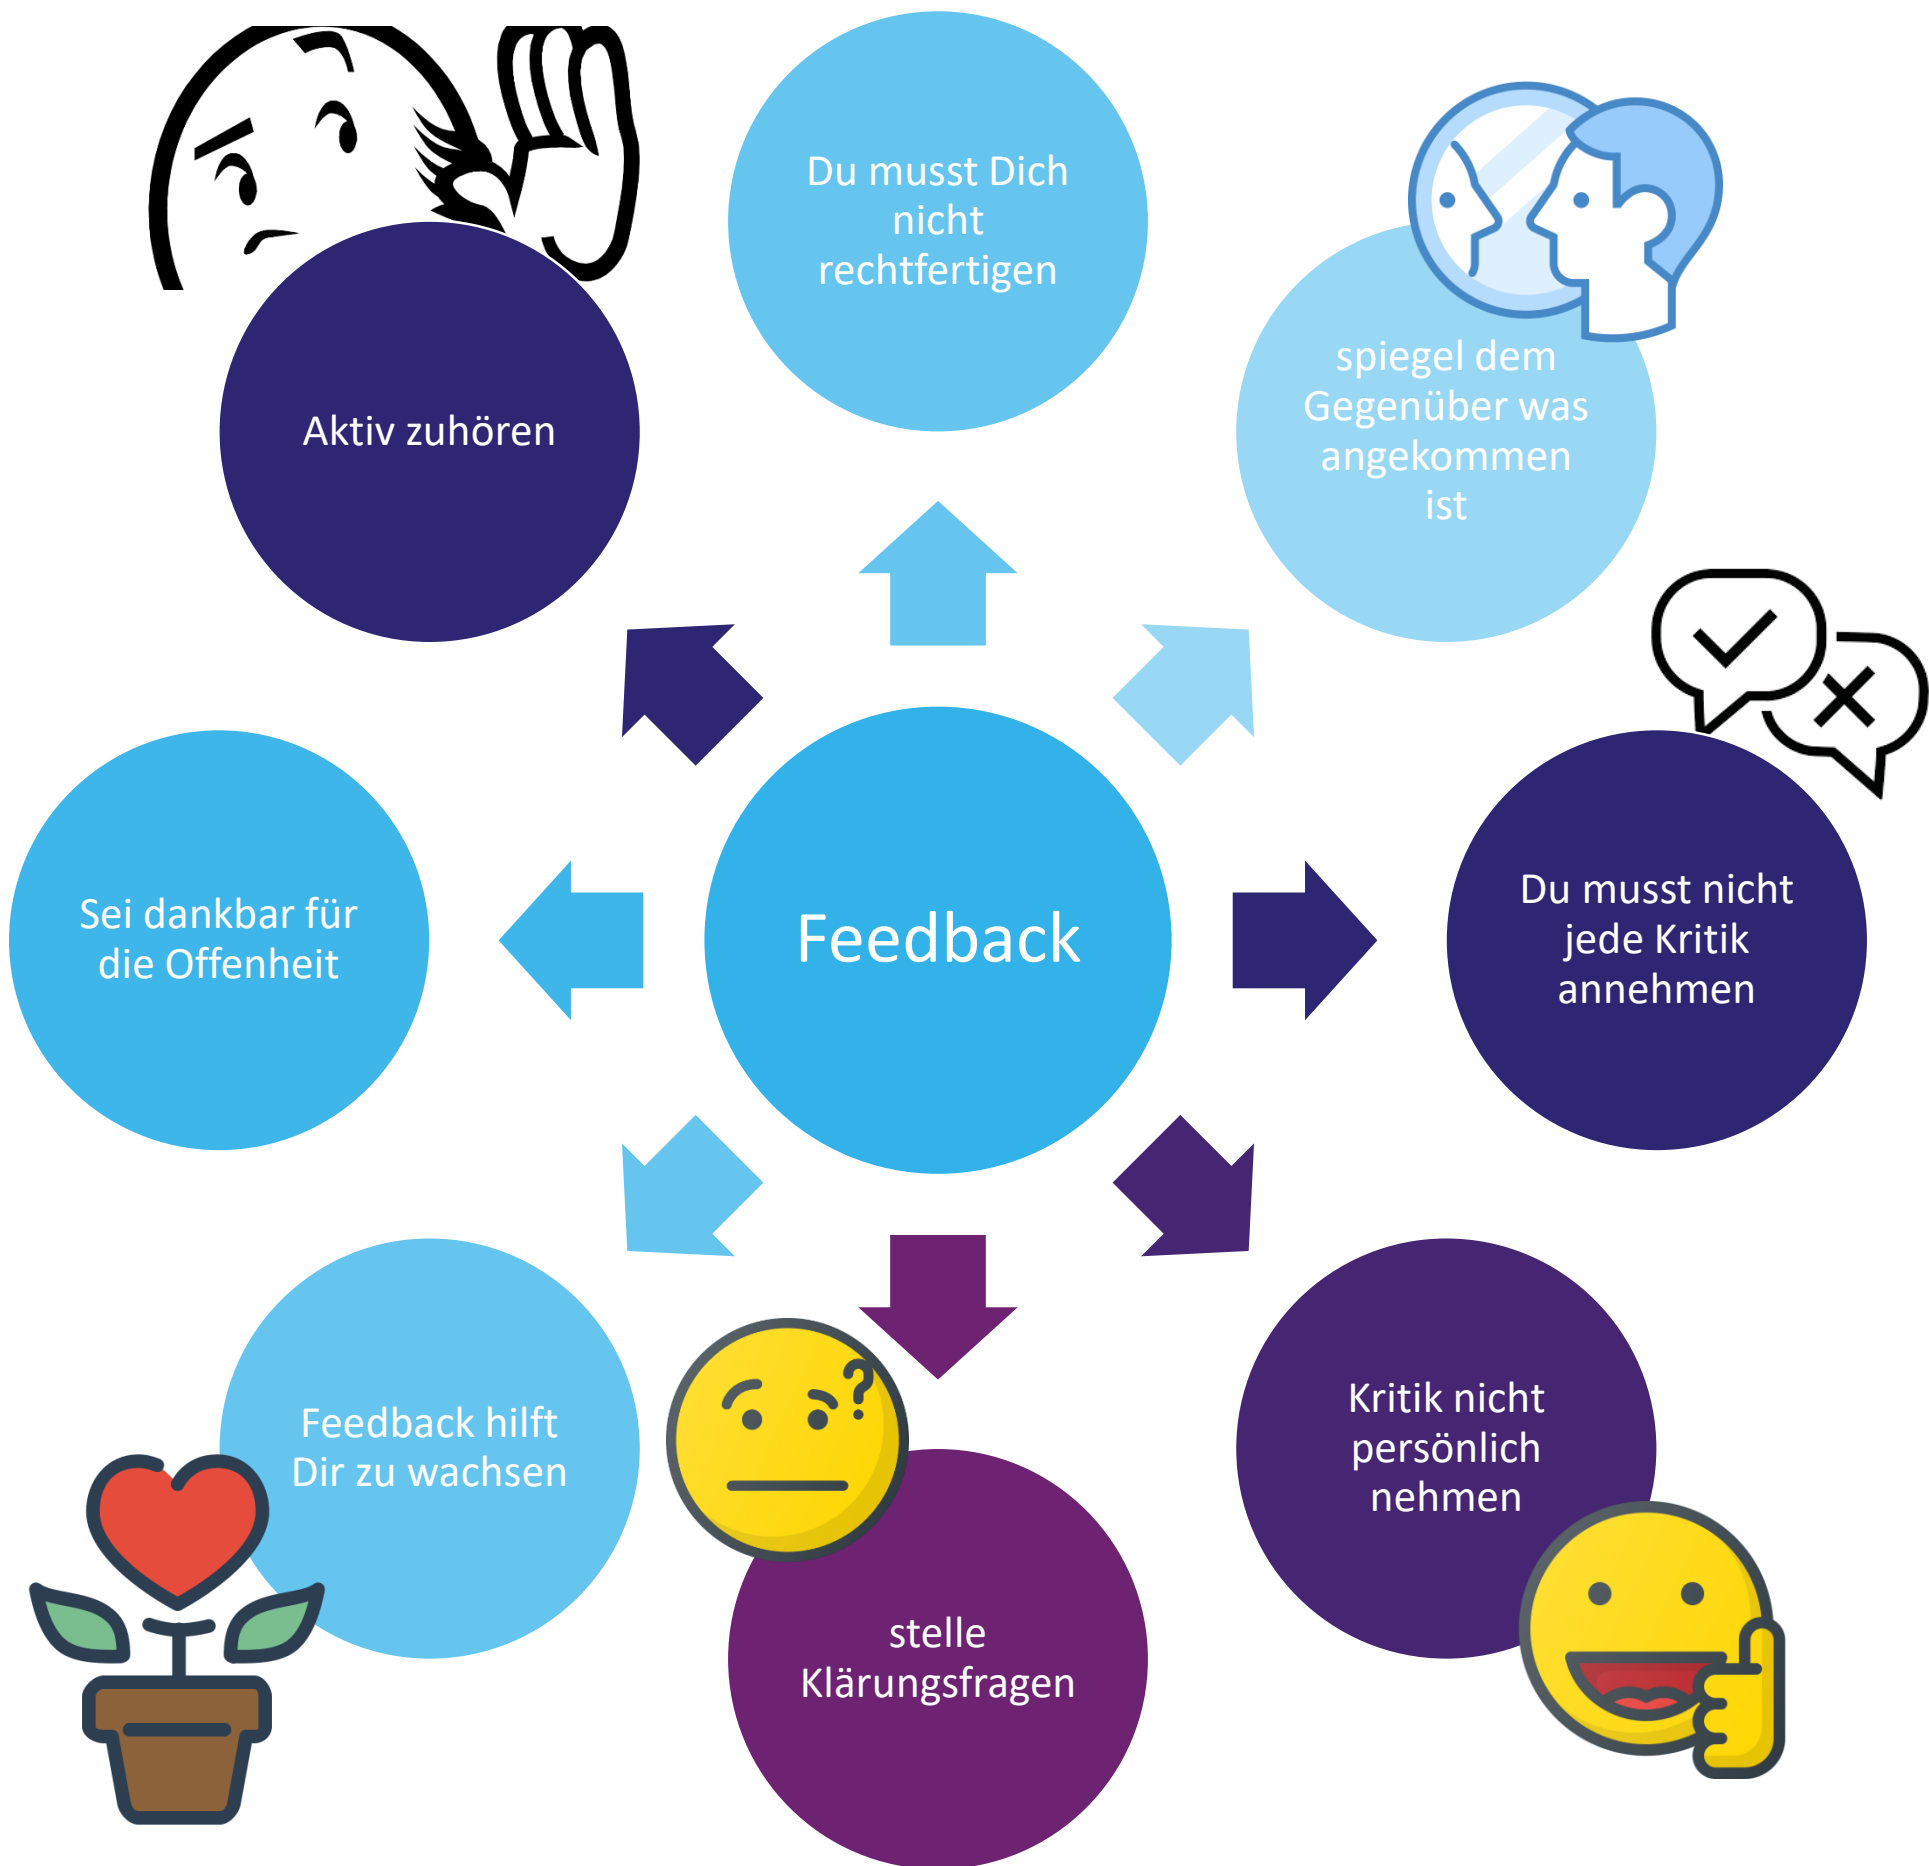 Du musst Dich
nicht
rechtfertigen
spiegel dem
Gegenüber was
angekommen
ist
Aktiv zuhören
Du musst nicht
jede Kritik
annehmen
Feedback
Sei dankbar für
die Offenheit
Kritik nicht
persönlich
nehmen
Feedback hilft
Dir zu wachsen
?
stelle
Klärungsfragen